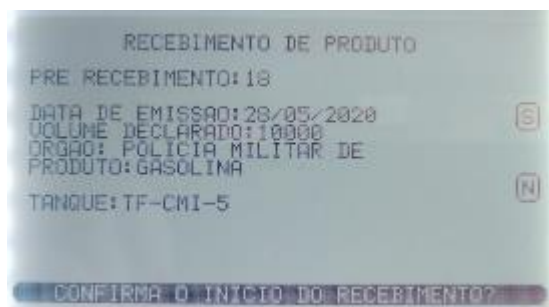 RECEBIMENTO DE PRODUTO
PRE RECEBIMENTO:18
DATA DE EMISSAO:28/05/2020
S
VOLUME DECLARADO:10000
ORGAO: POLICIA MILITAR DE
PRODUTO:GASOLINA
N
TANQUE:TF-CMI-5
CONFIRMA O INICIO DO RECEBIMENTO?